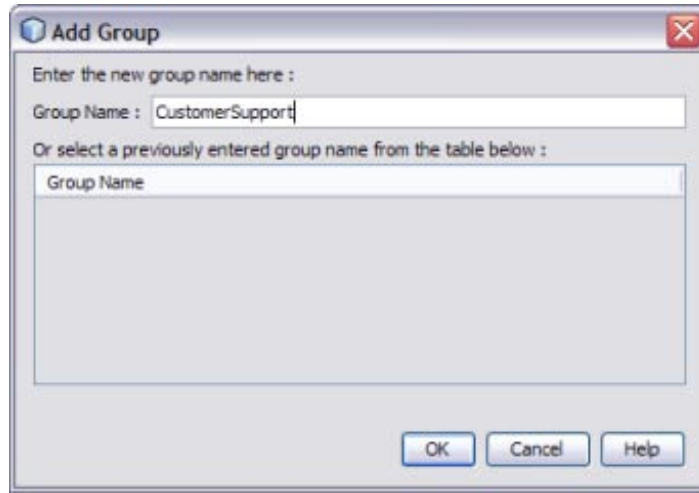 Add Group
Enter the new group name here :
Group Name : CustomerSupport
Or select a previously entered group name from the table below :
Group Name
OK Cancel Help